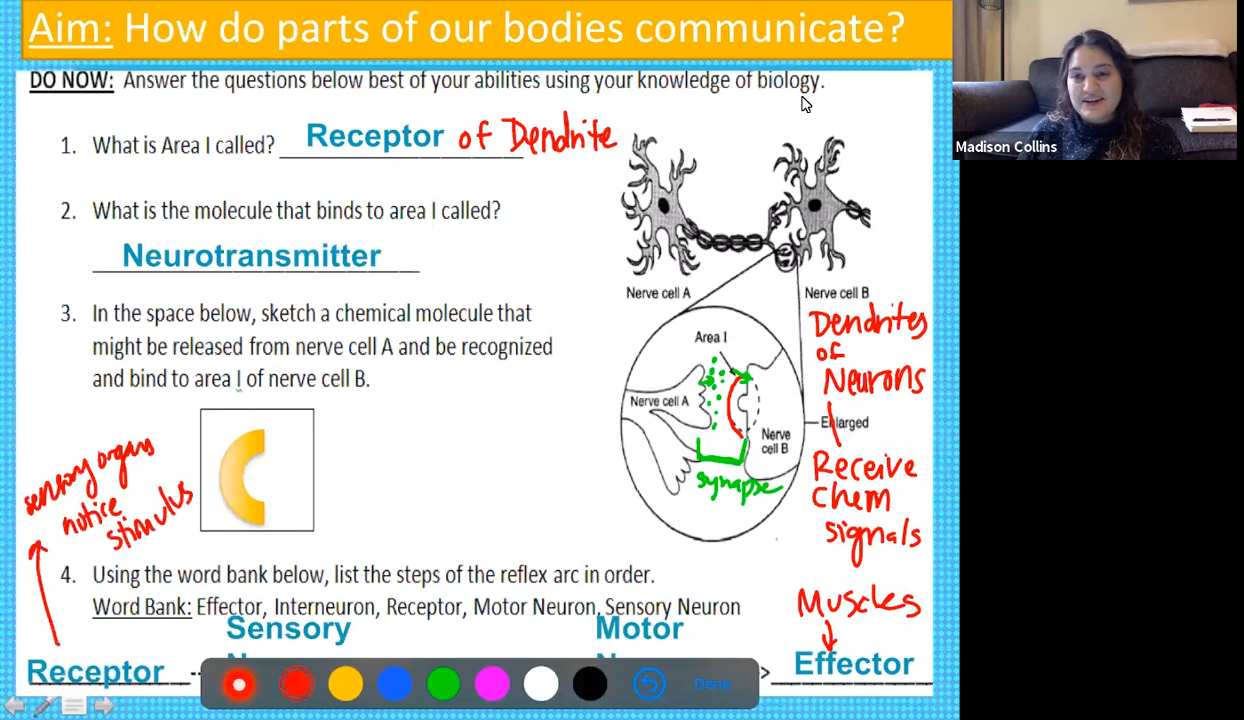 Aim: How do parts of our bodies communicate?
DO NOW: Answer the questions below best of your abilities using your knowledge of biology.
Madison Collins
1. What is Area I called? Receptor of Dendrite
2. What is the molecule that binds to area I called?
Neurotransmitter
3. In the space below, sketch a chemical molecule that
might be released from nerve cell A and be recognized
and bind to area I of nerve cell B.
sensory organs
notice
stimulus
Nerve cell A
Nerve cell B
Area I
Nerve cell A
Nerve
cell B
Enlarged
synapse
Dendrites
of
Neurons
Receive
Chem
signals
4. Using the word bank below, list the steps of the reflex arc in order.
Word Bank: Effector, Interneuron, Receptor, Motor Neuron, Sensory Neuron
Muscles
Sensory
Motor
Receptor
Effector
Done